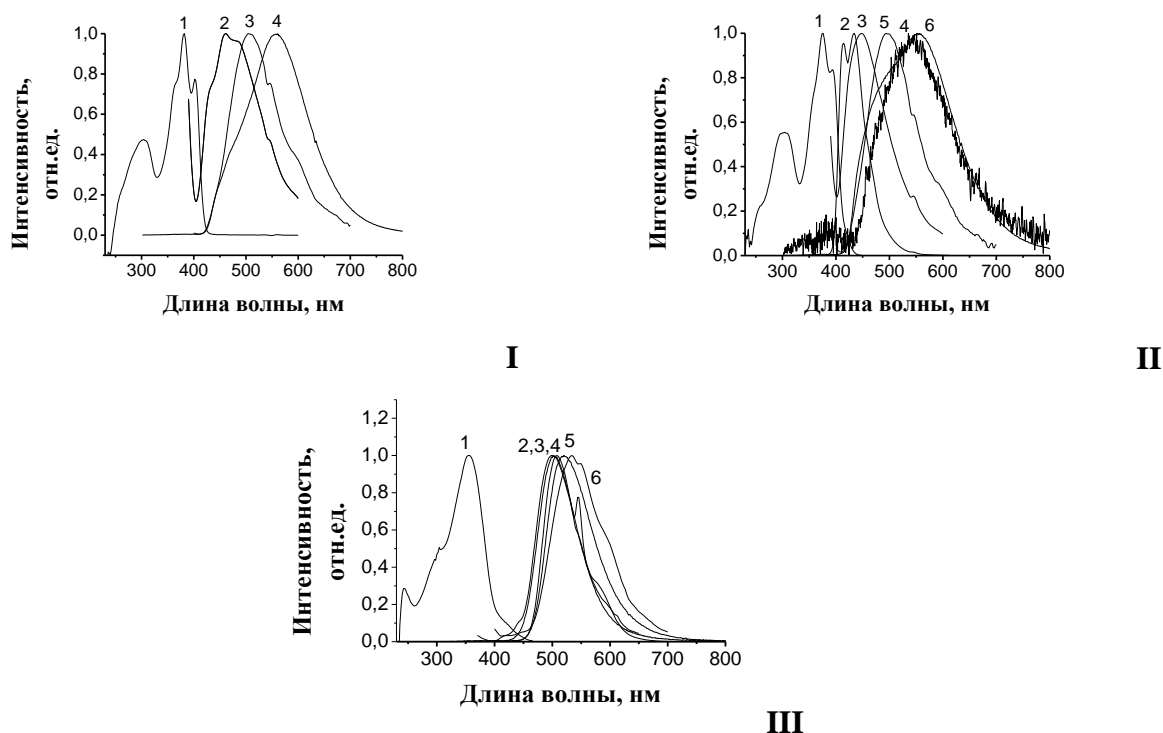 1 2 3 4
1,0
0,8
0,6
0,4
0,2
0,0
300 400 500 600 700 800
Интенсивность,
отн.ед.
Длина волны, нм
I
1 2 3 5 4 6
1,0
0,8
0,6
0,4
0,2
0,0
300 400 500 600 700 800
Интенсивность,
отн.ед.
Длина волны, нм
II
1,2
1,0
0,8
0,6
0,4
0,2
0,0
1 2,3,4 5 6
300 400 500 600 700 800
Интенсивность,
отн.ед.
Длина волны, нм
III